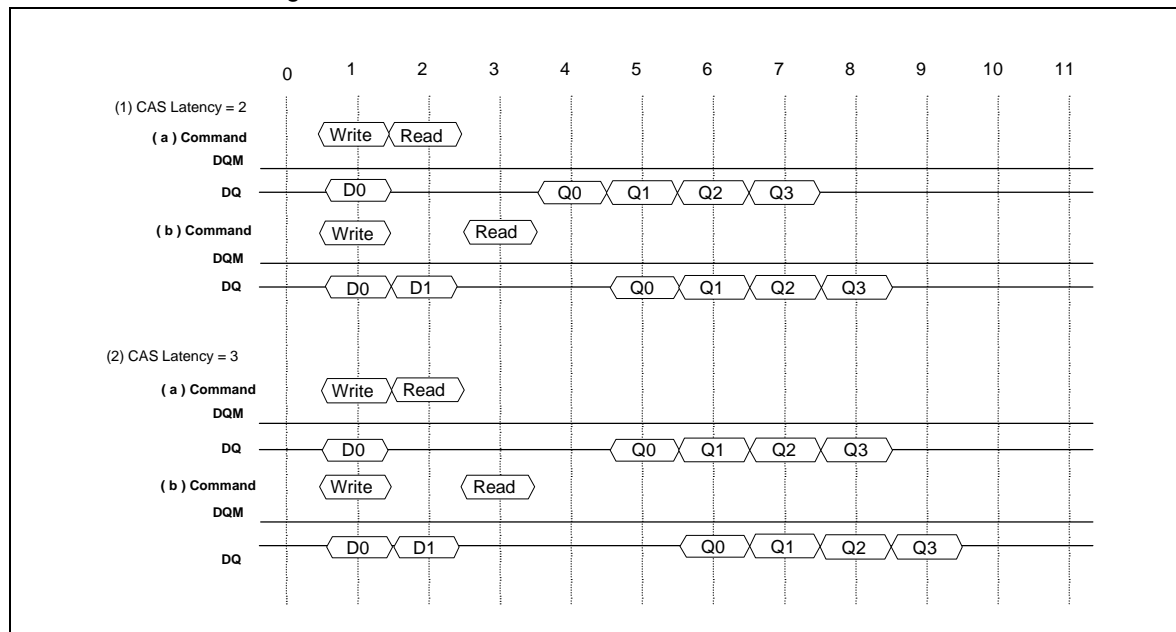 0 1 2 3 4 5 6 7 8 9 10 11
(1) CAS Latency = 2
( a ) Command Write Read
DQM
DQ D0 Q0 Q1 Q2 Q3
( b ) Command Write Read
DQM
DQ D0 D1 Q0 Q1 Q2 Q3
(2) CAS Latency = 3
( a ) Command Write Read
DQM
DQ D0 Q0 Q1 Q2 Q3
( b ) Command Write Read
DQM
DQ D0 D1 Q0 Q1 Q2 Q3